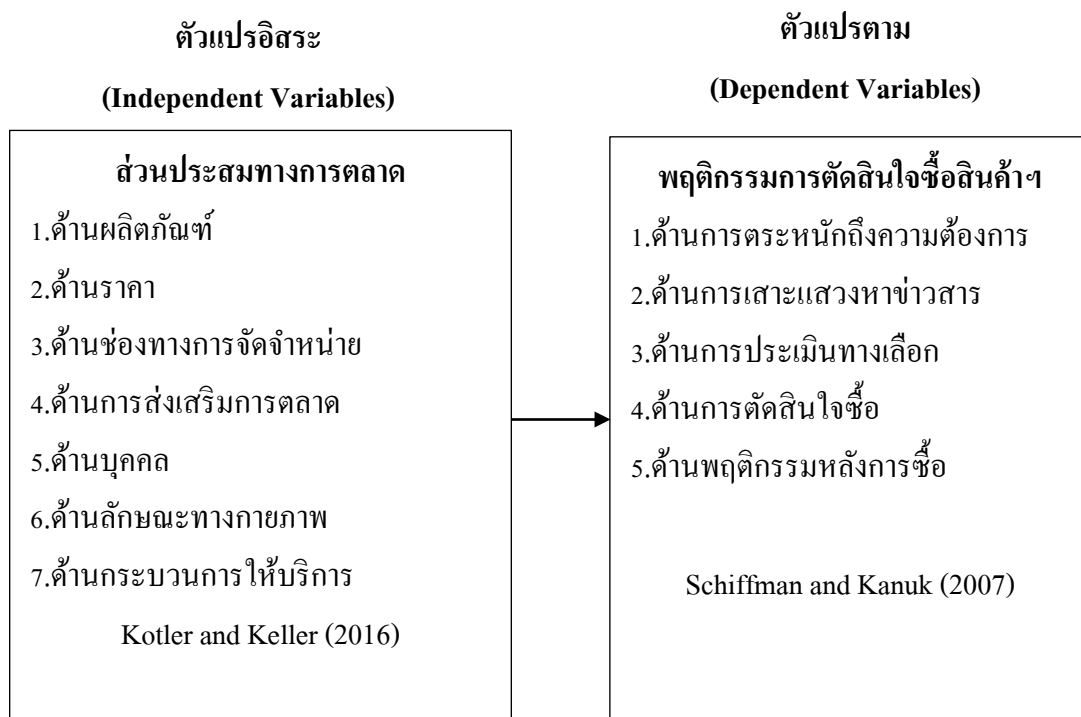 ตัวแปรอิสระ
(Independent Variables)
ส่วนประสมทางการตลาด
1.ด้านผลิตภัณฑ์
2.ด้านราคา
3.ด้านช่องทางการจัดจำหน่าย
4.ด้านการส่งเสริมการตลาด
5.ด้านบุคคล
6.ด้านลักษณะทางกายภาพ
7.ด้านกระบวนการให้บริการ
Kotler and Keller (2016)
ตัวแปรตาม
(Dependent Variables)
พฤติกรรมการตัดสินใจซื้อสินค้าฯ
1.ด้านการตระหนักถึงความต้องการ
2.ด้านการเสาะแสวงหาข่าวสาร
3.ด้านการประเมินทางเลือก
4.ด้านการตัดสินใจซื้อ
5.ด้านพฤติกรรมหลังการซื้อ
Schiffman and Kanuk (2007)